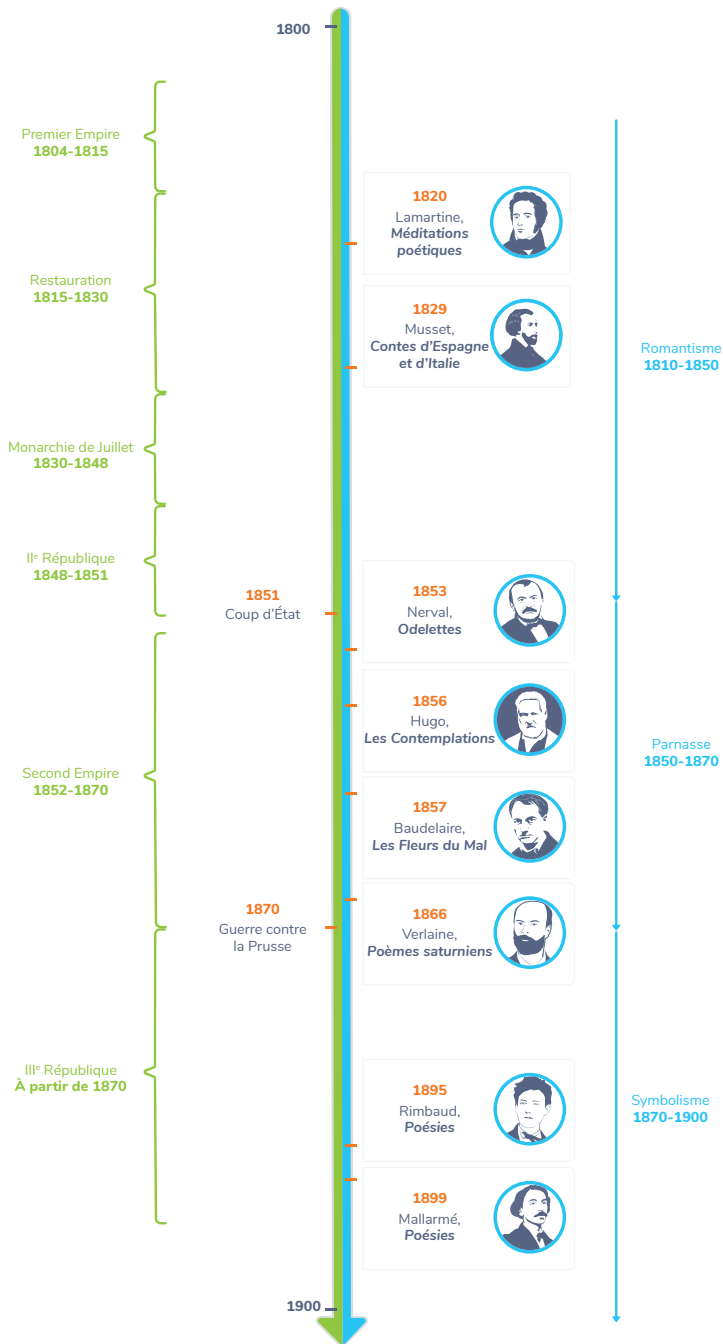 1800
Premier Empire
1804-1815
1820
Lamartine,
Méditations
poétiques
Restauration
1815-1830
1829
Musset,
Contes d'Espagne
et d'Italie
Romantisme
1810-1850
Monarchie de Juillet
1830-1848
IIe République
1848-1851
1851
Coup d'État
1853
Nerval,
Odelettes
1856
Hugo,
Les Contemplations
Parnasse
1850-1870
Second Empire
1852-1870
1857
Baudelaire,
Les Fleurs du Mal
1870
Guerre contre
la Prusse
1866
Verlaine,
Poèmes saturniens
IIIe République
À partir de 1870
1895
Rimbaud,
Poésies
Symbolisme
1870-1900
1899
Mallarmé,
Poésies
1900